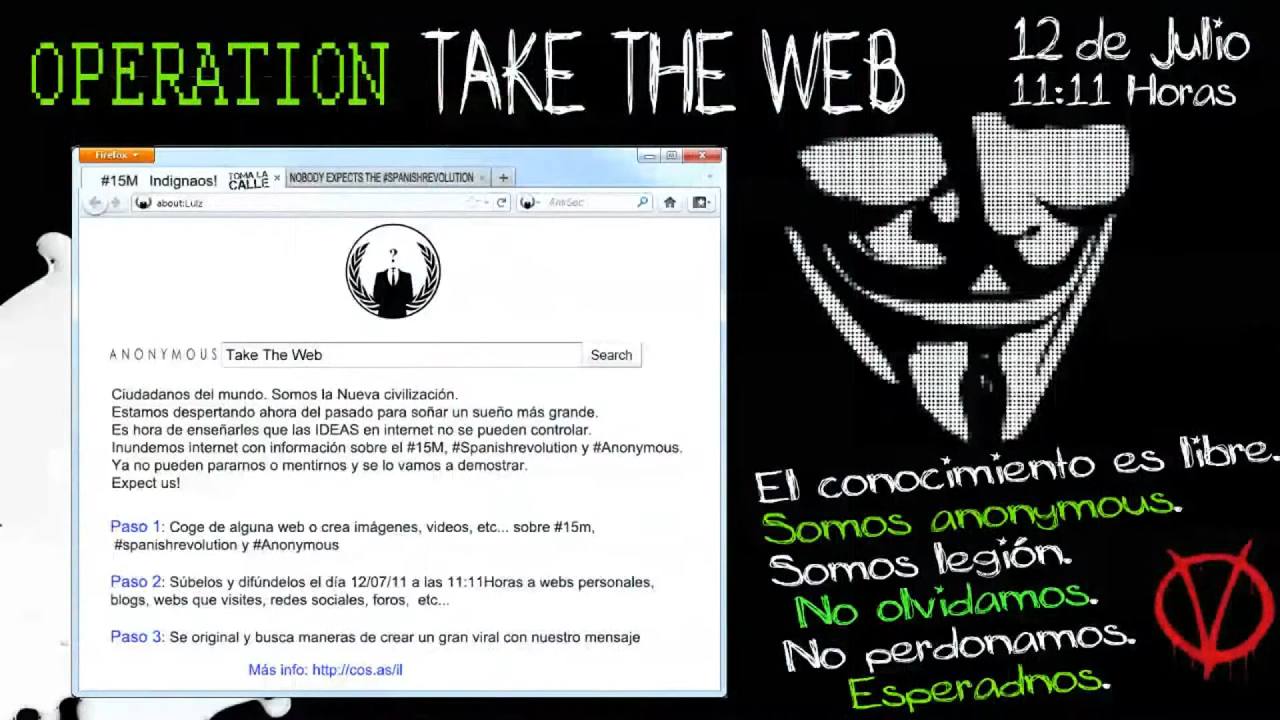 OPERATION TAKE THE WEB
12 de Julio
11:11 Horas
Firefox
#15M Indignaos! TOMA LA CALLE
NOBODY EXPECTS THE #SPANISHREVOLUTION
about:Lulz
AnoSec
?
ANONYMOUS Take The Web Search
Ciudadanos del mundo. Somos la Nueva civilización.
Estamos despertando ahora del pasado para soñar un sueño más grande.
Es hora de enseñarles que las IDEAS en internet no se pueden controlar.
Inundemos internet con información sobre el #15M, #Spanishrevolution y #Anonymous.
Ya no pueden pararnos o mentirnos y se lo vamos a demostrar.
Expect us!
Paso 1: Coge de alguna web o crea imágenes, videos, etc... sobre #15m,
#spanishrevolution y #Anonymous
Paso 2: Súbelos y difúndelos el día 12/07/11 a las 11:11Horas a webs personales,
blogs, webs que visites, redes sociales, foros, etc...
Paso 3: Se original y busca maneras de crear un gran viral con nuestro mensaje
Más info: http://cos.as/il
El conocimiento es libre.
Somos anonymous.
Somos legión.
No olvidamos.
No perdonamos.
Esperadnos.
V